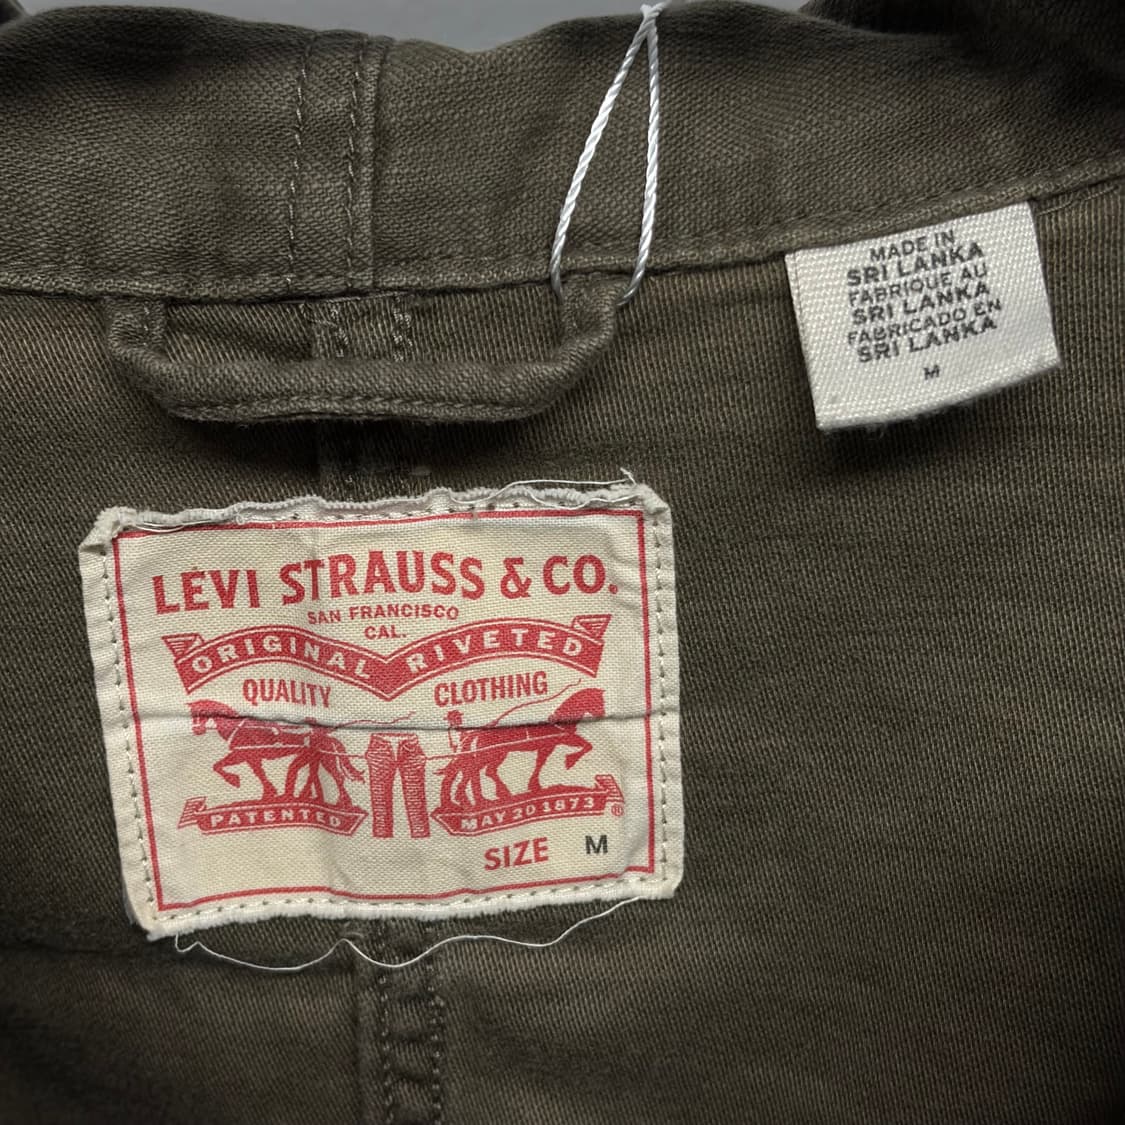 MADE IN
SRI LANKA
FABRIQUE AU
SRI LANKA
FABRICADO EN
SRI LANKA
M
LEVI STRAUSS & CO.
SAN FRANCISCO
CAL.
ORIGINAL RIVETED
QUALITY CLOTHING
PATENTED MAY 20 1873 ®
SIZE M